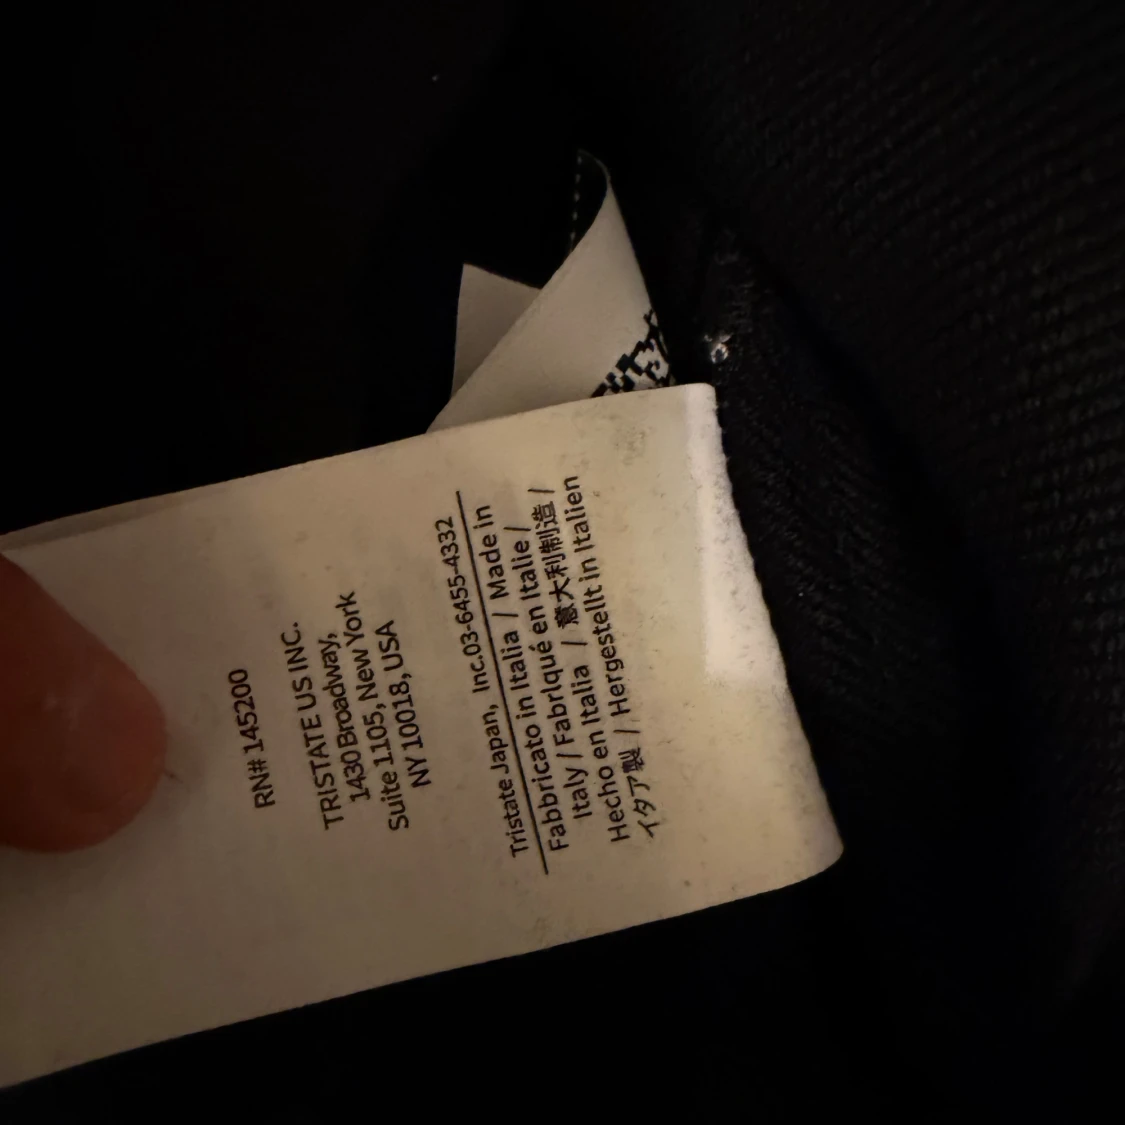 RN# 145200
TRISTATE US INC.
1430 Broadway,
Suite 1105, New York
NY 10018, USA
Tristate Japan, Inc.03-6455-4332
Fabbricato in Italia / Made in
Italy / Fabrlqué en Italie /
Hecho en Italia / 意大利制造 /
イタア製 / Hergestellt in Italien